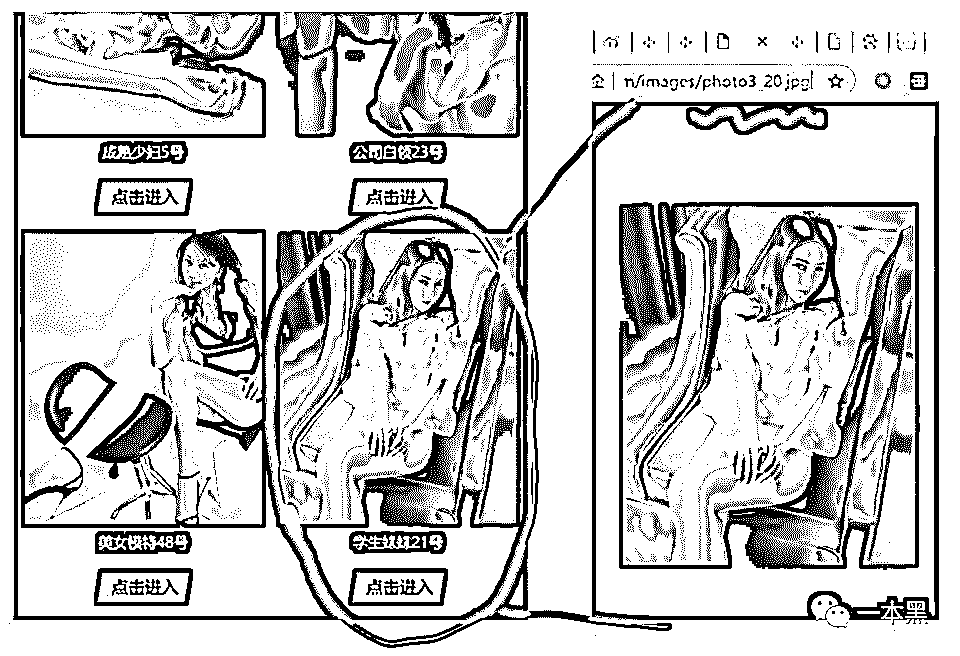 n/images/photo3_20.jpg
成熟少妇5号
公司白领23号
点击进入
点击进入
美女模特48号
学生妹妹21号
点击进入
点击进入
一本黑